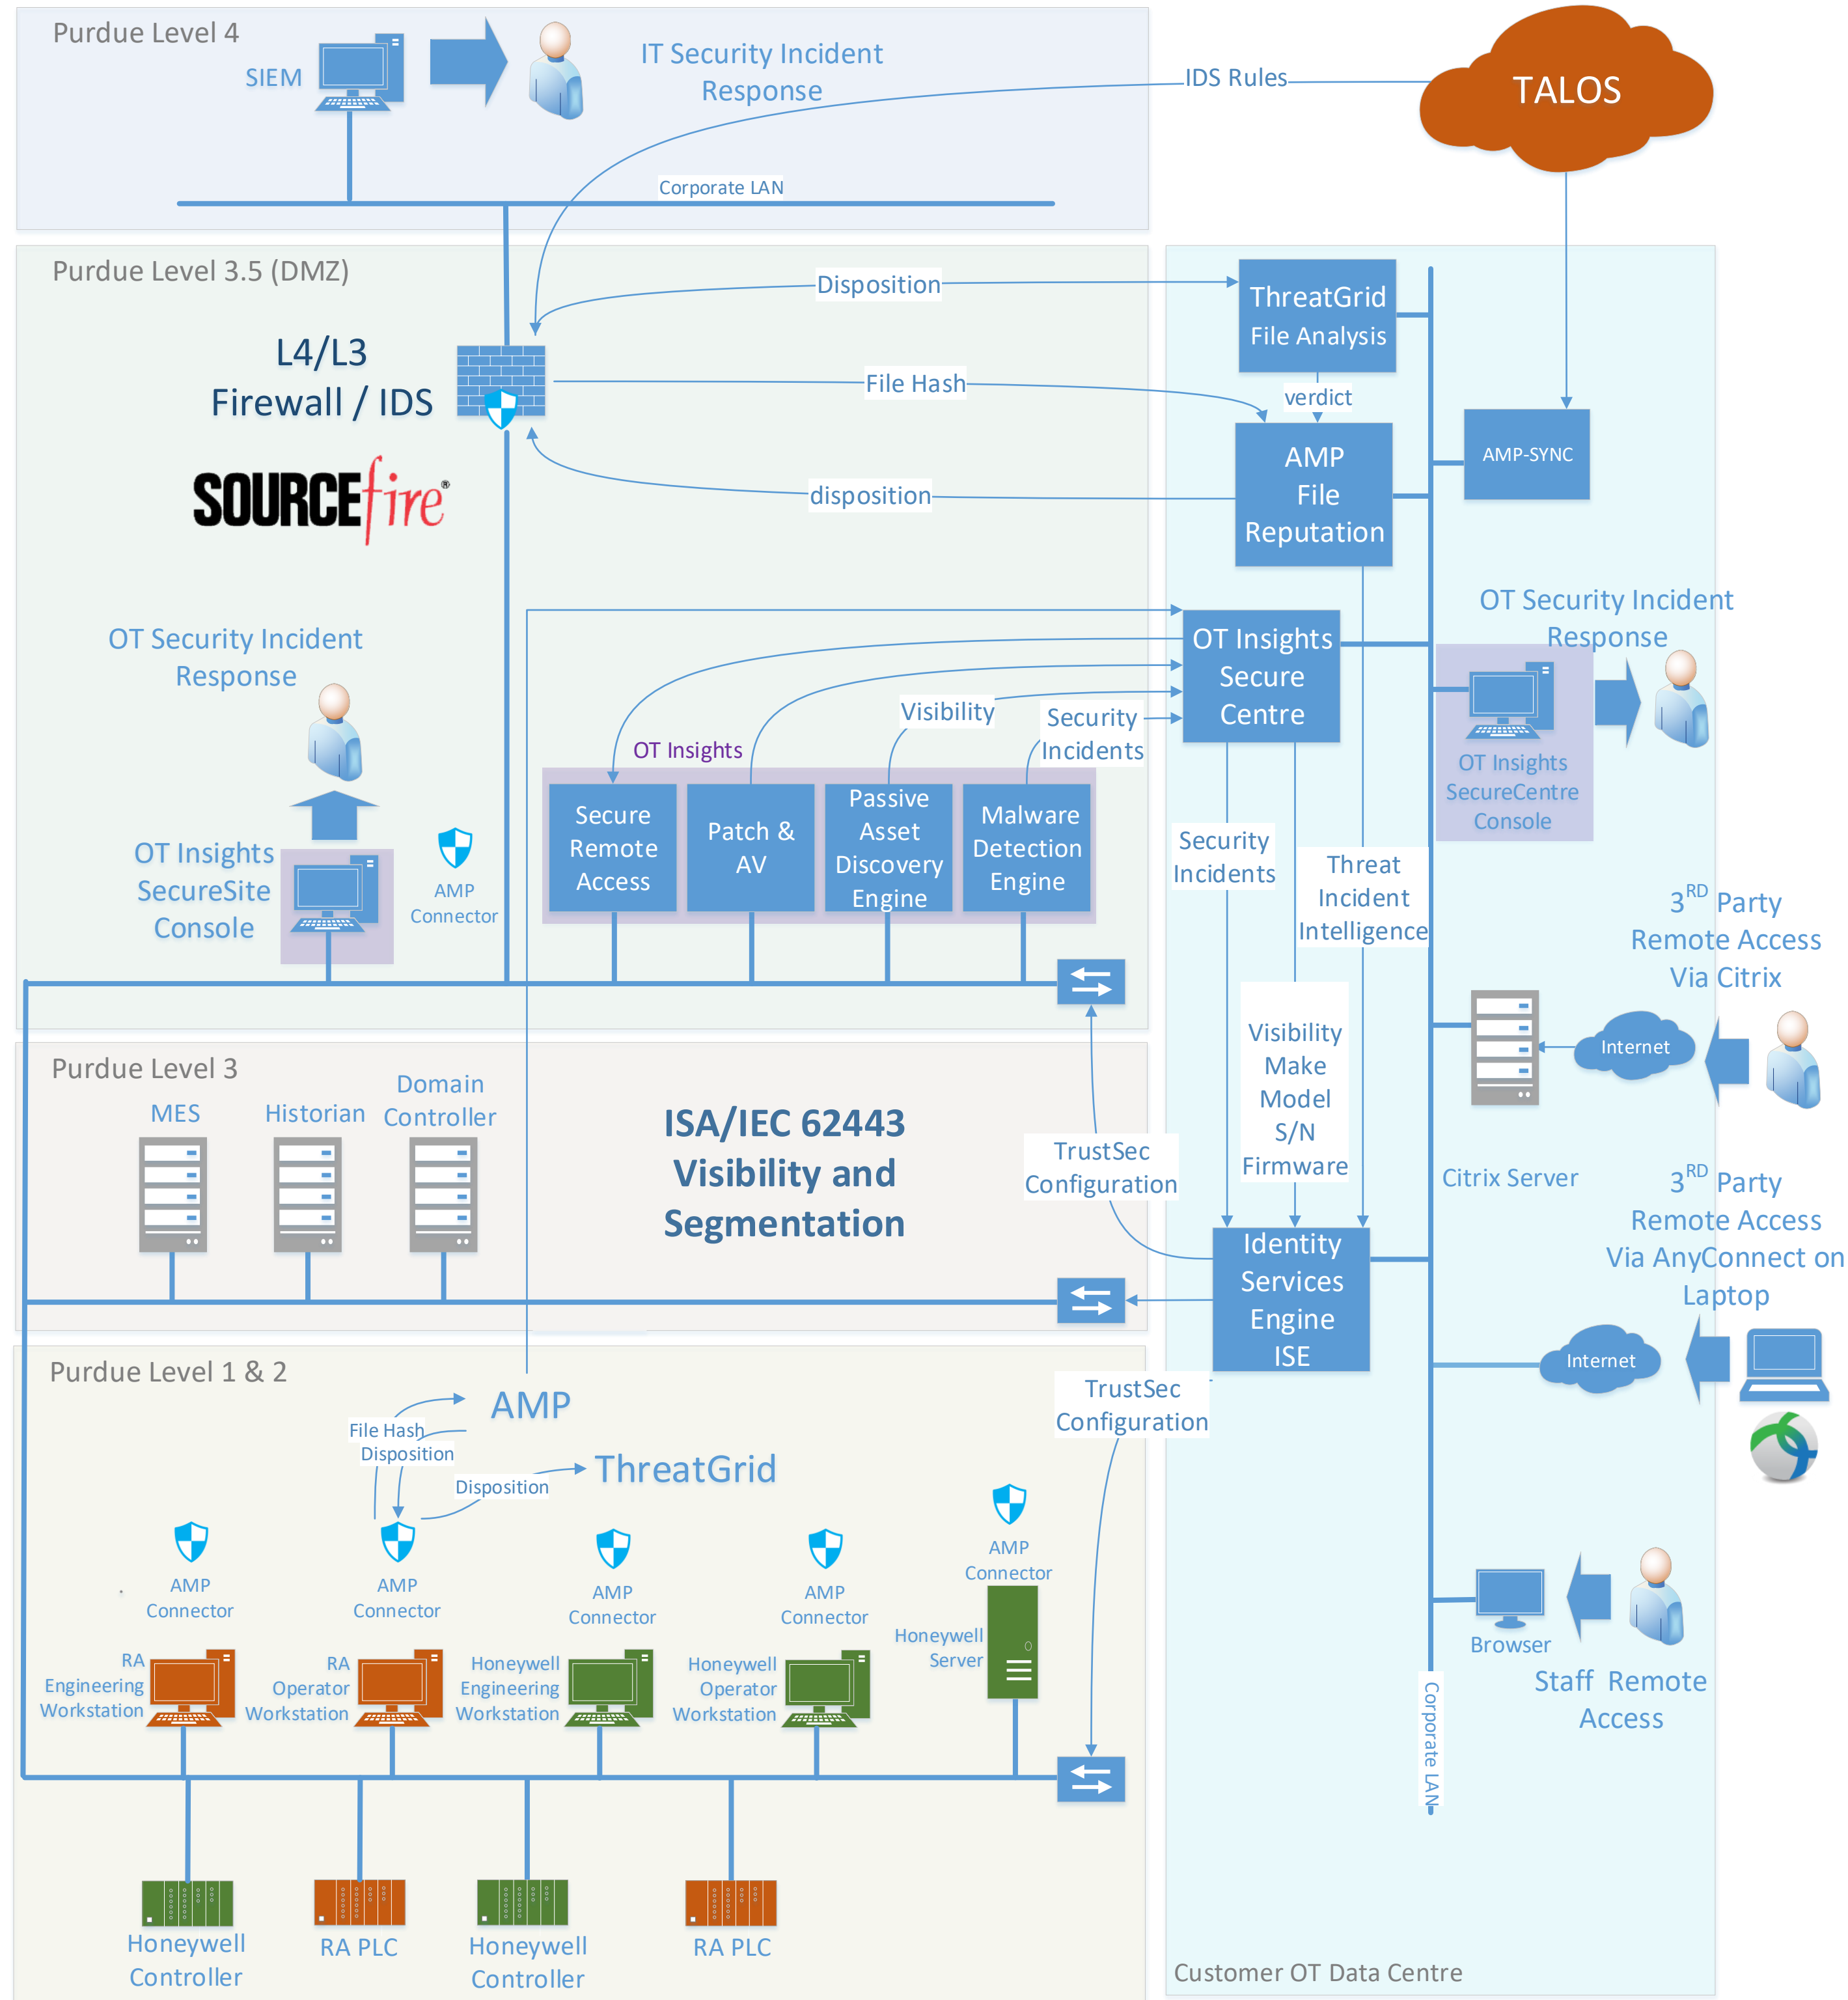 Purdue Level 4
SIEM
IT Security Incident
Response
IDS Rules
TALOS
Corporate LAN
Purdue Level 3.5 (DMZ)
L4/L3
Firewall / IDS
SOURCEfire®
Disposition
File Hash
disposition
ThreatGrid
File Analysis
verdict
AMP
File
Reputation
AMP-SYNC
OT Security Incident
Response
OT Insights
SecureSite
Console
AMP
Connector
OT Insights
Secure
Remote
Access
Patch &
AV
Passive
Asset
Discovery
Engine
Malware
Detection
Engine
Visibility
Security
Incidents
OT Insights
Secure
Centre
OT Security Incident
Response
OT Insights
SecureCentre
Console
Security
Incidents
Threat
Incident
Intelligence
Visibility
Make
Model
S/N
Firmware
3RD Party
Remote Access
Via Citrix
Internet
Citrix Server
Purdue Level 3
MES
Historian
Domain
Controller
ISA/IEC 62443
Visibility and
Segmentation
TrustSec
Configuration
Identity
Services
Engine
ISE
3RD Party
Remote Access
Via AnyConnect on
Laptop
Internet
Purdue Level 1 & 2
AMP
File Hash
Disposition
Disposition
ThreatGrid
TrustSec
Configuration
AMP
Connector
AMP
Connector
AMP
Connector
AMP
Connector
AMP
Connector
RA
Engineering
Workstation
RA
Operator
Workstation
Honeywell
Engineering
Workstation
Honeywell
Operator
Workstation
Honeywell
Server
Browser
Staff Remote
Access
Corporate LAN
Honeywell
Controller
RA PLC
Honeywell
Controller
RA PLC
Customer OT Data Centre